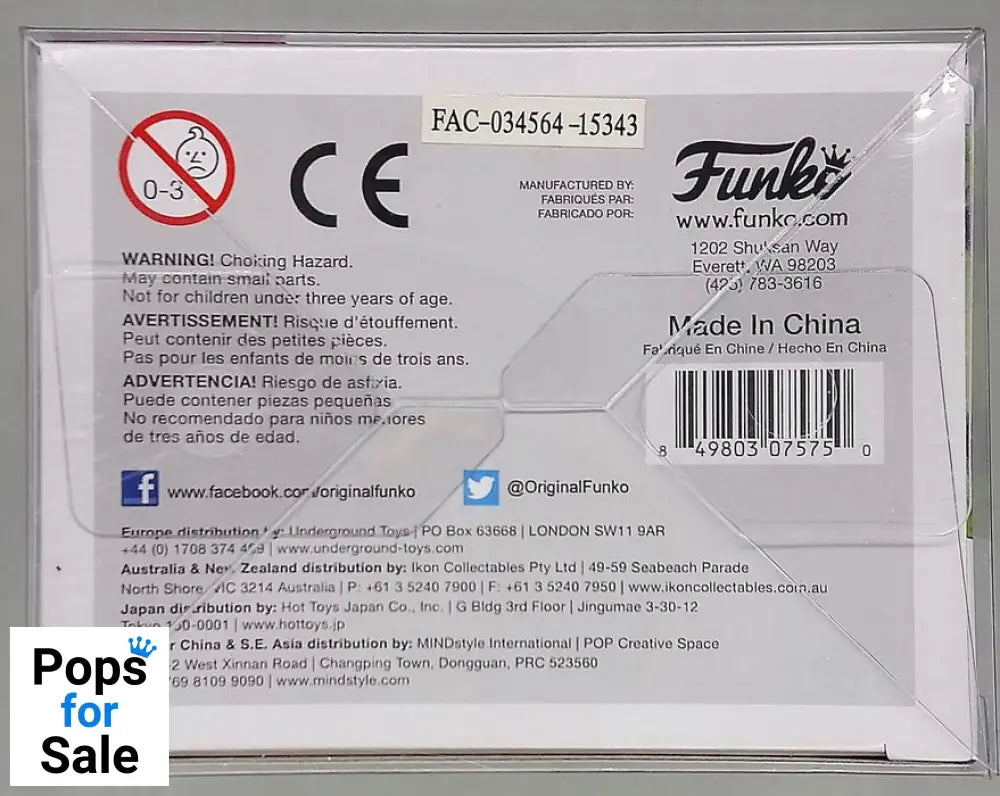 FAC-034564-15343
0-3
CE
MANUFACTURED BY:
FABRIQUÉS PAR:
FABRICADO POR:
Funko
www.funko.com
1202 Shuksan Way
Everett, WA 98203
(425) 783-3616
Made In China
Fabriqué En Chine / Hecho En China
8 49803 07575 0
WARNING! Choking Hazard.
May contain small parts.
Not for children under three years of age.
AVERTISSEMENT! Risque d'étouffement.
Peut contenir des petites pièces.
Pas pour les enfants de moins de trois ans.
ADVERTENCIA! Riesgo de asfixia.
Puede contener piezas pequeñas
No recomendado para niños menores
de tres años de edad.
www.facebook.com/originalfunko
@OriginalFunko
Europe distribution by: Underground Toys | PO Box 63668 | LONDON SW11 9AR
+44 (0) 1708 374 | www.underground-toys.com
Australia & New Zealand distribution by: Ikon Collectables Pty Ltd | 49-59 Seabeach Parade
North Shore VIC 3214 Australia | P: +61 3 5240 7900 | F: +61 3 5240 7950 | www.ikoncollectables.com.au
Japan distribution by: Hot Toys Japan Co., Inc. | G Bldg 3rd Floor | Jingumae 3-30-12
Tokyo 150-0001 | www.hottoys.jp
China & S.E. Asia distribution by: MINDstyle International | POP Creative Space
West Xinnan Road | Changping Town, Dongguan, PRC 523560
769 8109 9090 | www.mindstyle.com
Pops
for
Sale